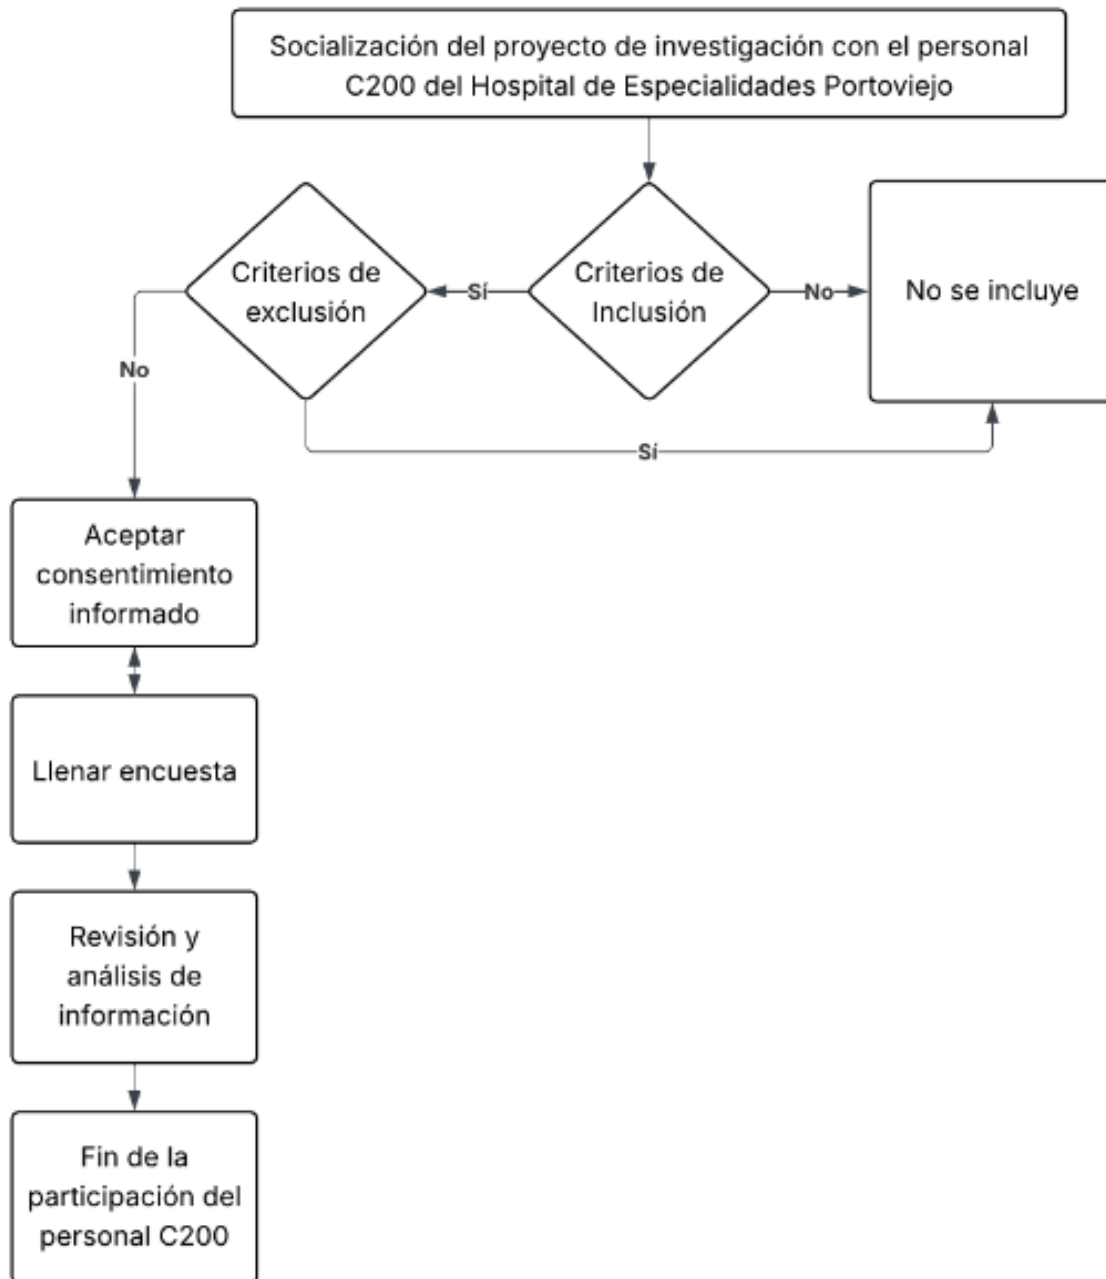 Socialización del proyecto de investigación con el personal
C200 del Hospital de Especialidades Portoviejo
Criterios de
exclusión
Sí
Criterios de
Inclusión
No
No se incluye
No
Sí
Aceptar
consentimiento
informado
Llenar encuesta
Revisión y
análisis de
información
Fin de la
participación del
personal C200